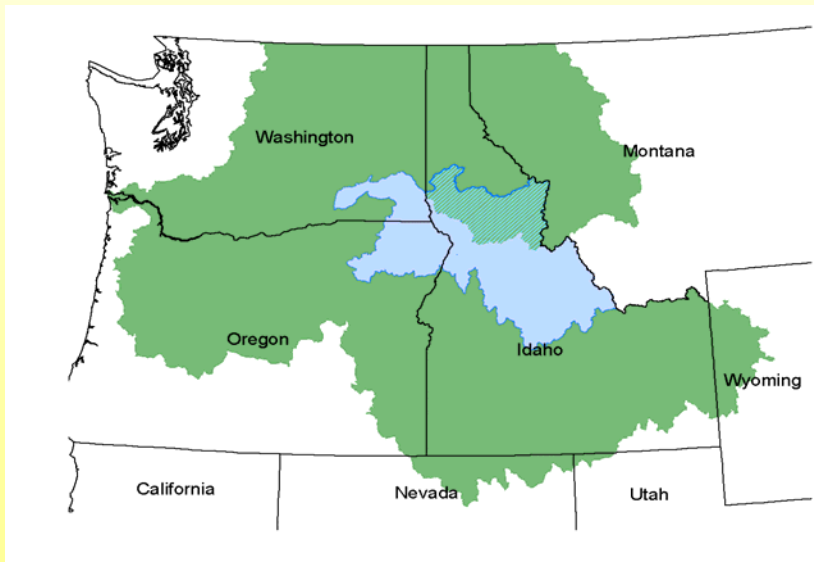 Washington
Montana
Oregon
Idaho
Wyoming
California
Nevada
Utah